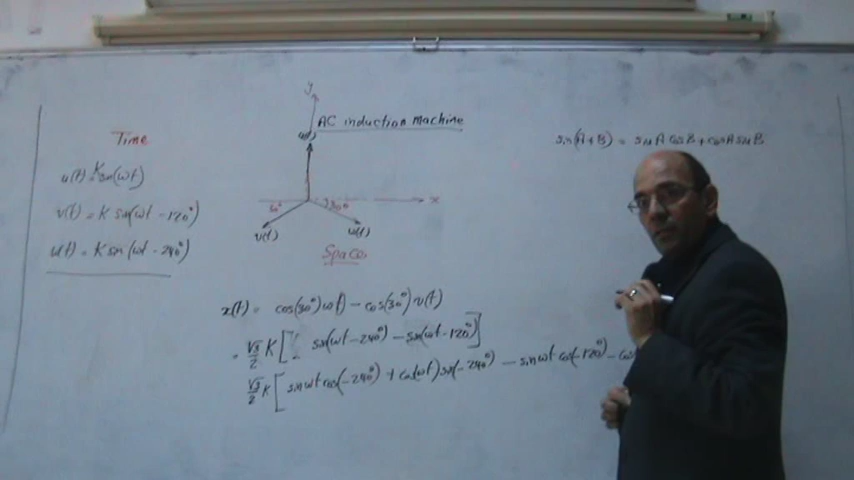 Time
u(t) = K sin(ωt)
v(t) = K sin(ωt - 120°)
w(t) = K sin(ωt - 240°)
y
AC induction machine
u(t)
x
30°
v(t)
w(t)
Space
sin(A+B) = sin A cos B + cos A sin B
x(t) = cos(30°) w(t) - cos(30°) v(t)
= √3/2 K [ sin(ωt - 240°) - sin(ωt - 120°) ]
√3/2 K [ sin ωt cos(-240°) + cos(ωt) sin(-240°) - sin ωt cos(-120°) - cos